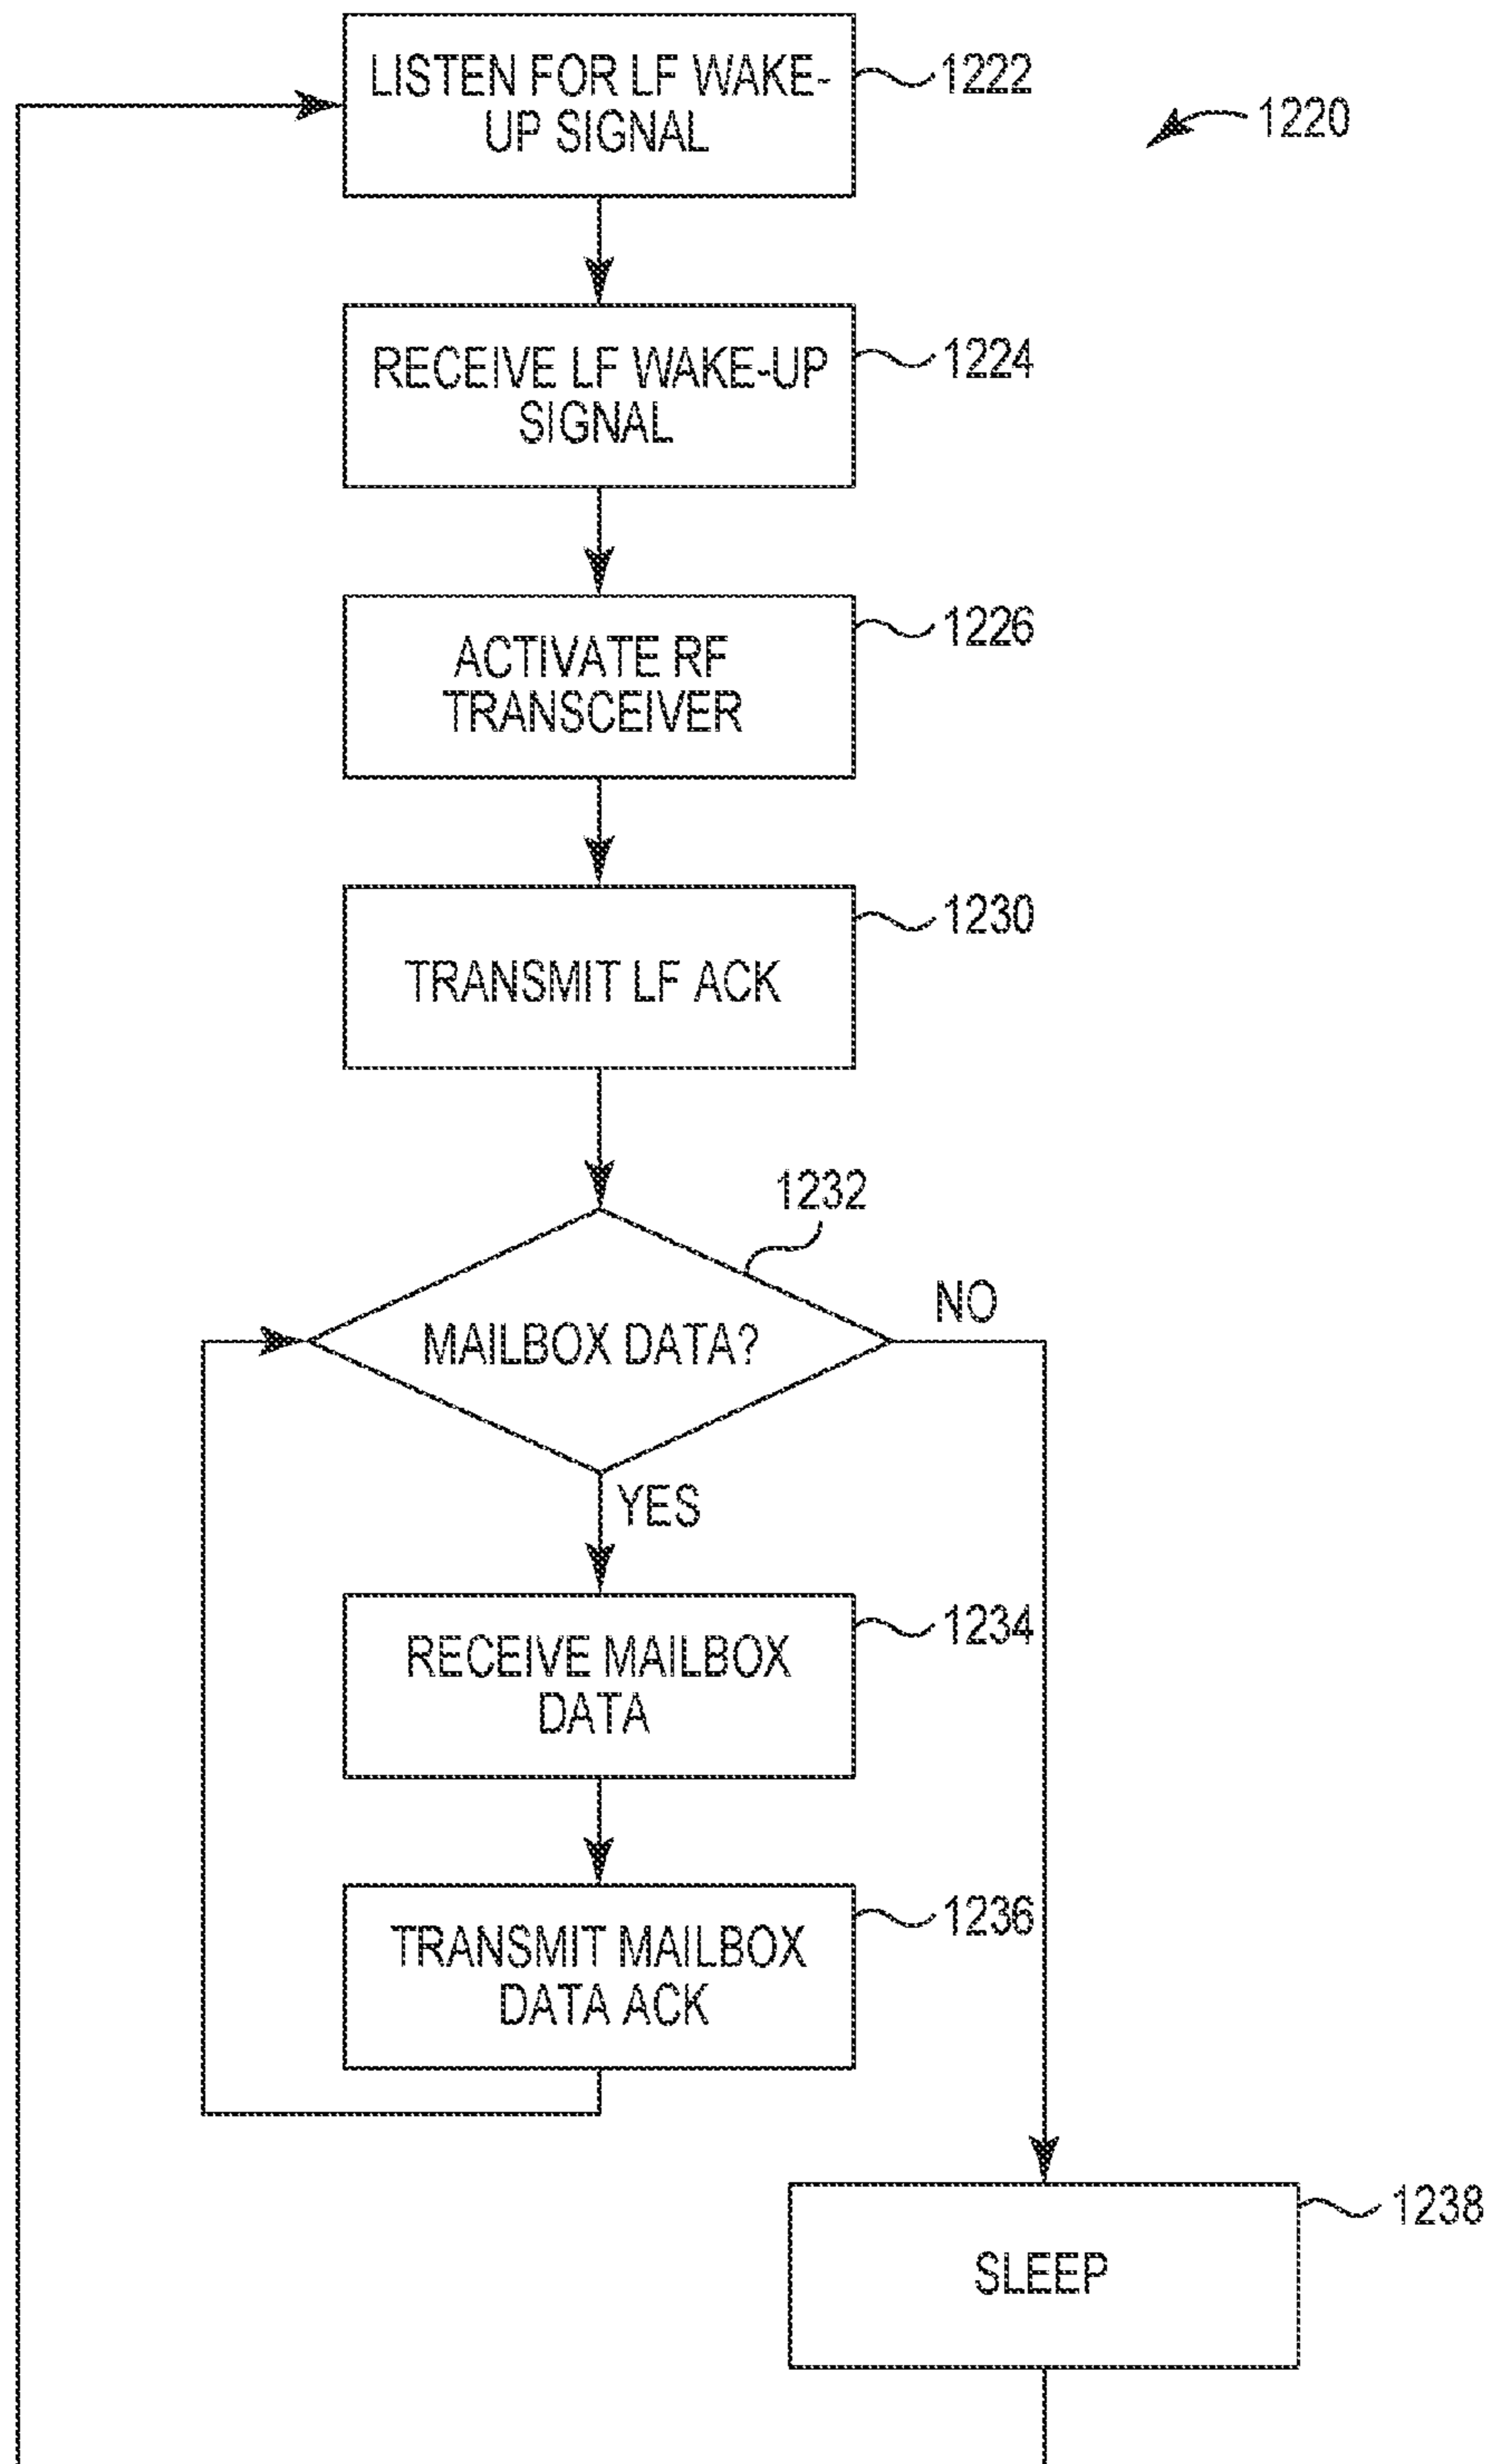 LISTEN FOR LF WAKE-
UP SIGNAL
1222
1220
RECEIVE LF WAKE-UP
SIGNAL
1224
ACTIVATE RF
TRANSCEIVER
1226
TRANSMIT LF ACK
1230
1232
MAILBOX DATA?
NO
YES
RECEIVE MAILBOX
DATA
1234
TRANSMIT MAILBOX
DATA ACK
1236
SLEEP
1238